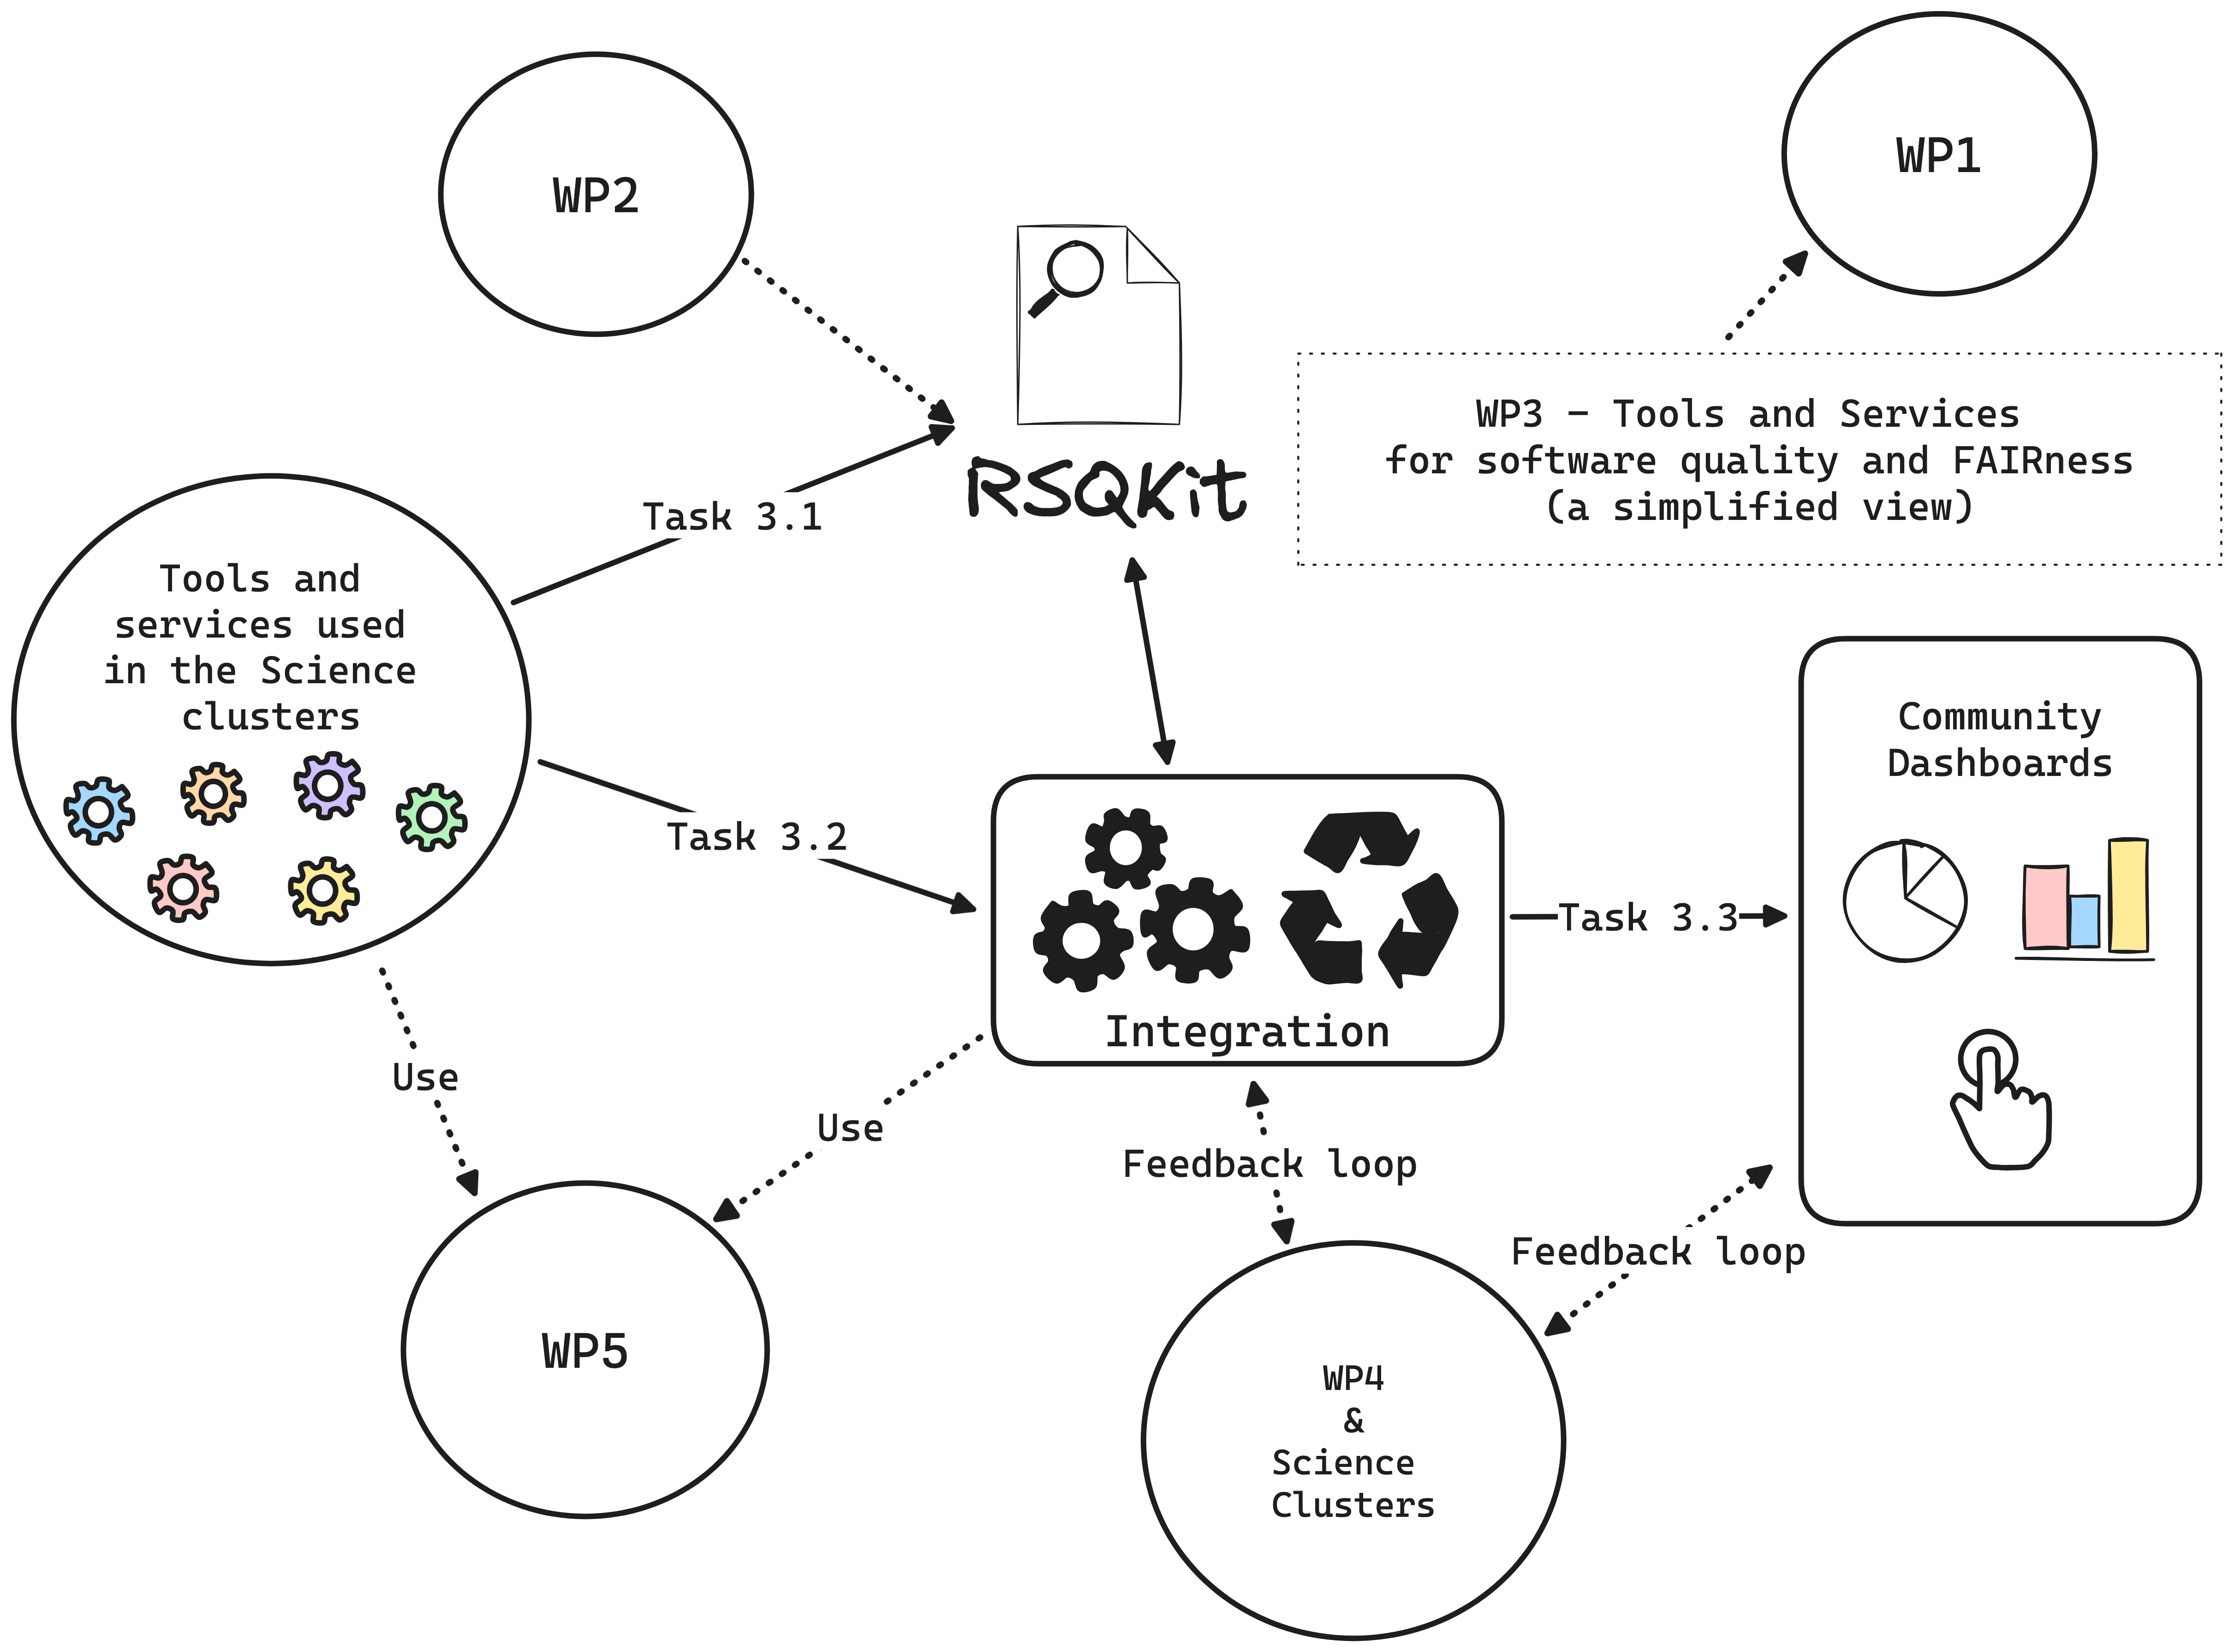 WP1
WP2
WP3 - Tools and Services
for software quality and FAIRness
(a simplified view)
RSQKit
Task 3.1
Tools and
services used
in the Science
clusters
Task 3.2
Community
Dashboards
Task 3.3
Integration
Use
Use
Feedback loop
Feedback loop
WP5
WP4
&
Science
Clusters